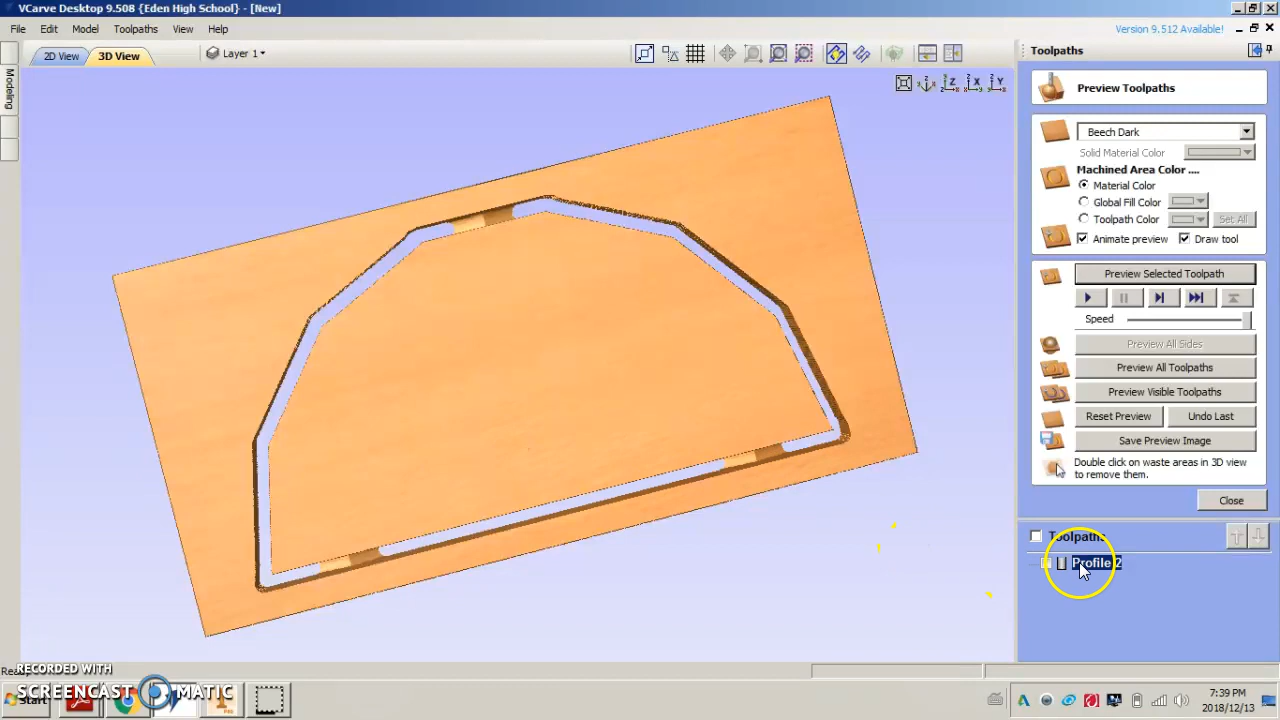 VCarve Desktop 9.508 {Eden High School} - [New]
File Edit Model Toolpaths View Help
Version 9.512 Available!
2D View 3D View Layer 1
Modeling
Z X Y
Toolpaths
Preview Toolpaths
Beech Dark
Solid Material Color
Machined Area Color ....
Material Color
Global Fill Color
Toolpath Color Set All
Animate preview Draw tool
Preview Selected Toolpath
Speed
Preview All Sides
Preview All Toolpaths
Preview Visible Toolpaths
Reset Preview Undo Last
Save Preview Image
Double click on waste areas in 3D view
to remove them.
Close
Toolpaths
Profile 2
RECORDED WITH
SCREENCAST MATIC
Start
7:39 PM
2018/12/13